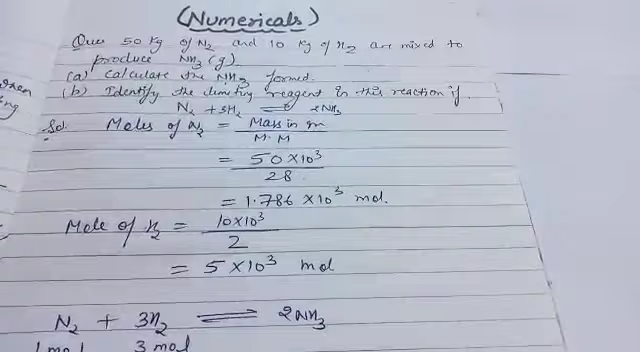 (Numericals)
Ques 50 Kg of N₂ and 10 Kg of H₂ are mixed to
produce NH₃(g)
(a) Calculate the NH₃ formed.
(b) Identify the limiting reagent in this reaction if
N₂ + 3H₂ ⇌ 2NH₃
Sol. Moles of N₂ = Mass in m
M.M
= 50×10³
28
= 1.786 × 10³ mol.
Mole of H₂ = 10×10³
2
= 5 × 10³ mol
N₂ + 3H₂ ⇌ 2NH₃
1 mol 3 mol